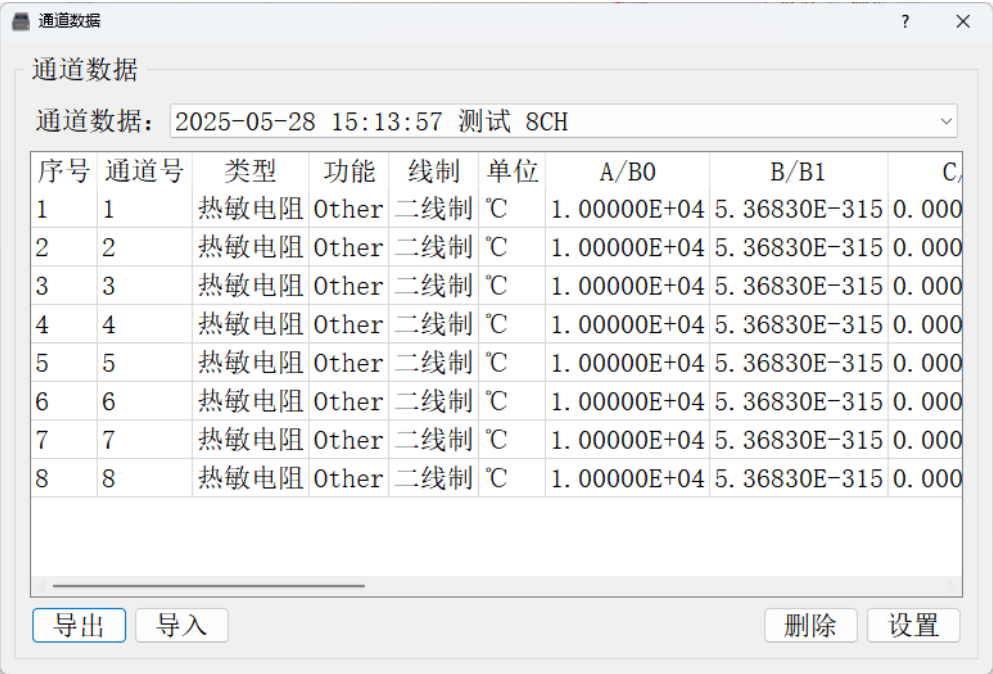 通道数据 ?
通道数据
通道数据： 2025-05-28 15:13:57 测试 8CH
序号 通道号 类型 功能 线制 单位 A/B0 B/B1 C/
1 1 热敏电阻 Other 二线制 ℃ 1.00000E+04 5.36830E-315 0.000
2 2 热敏电阻 Other 二线制 ℃ 1.00000E+04 5.36830E-315 0.000
3 3 热敏电阻 Other 二线制 ℃ 1.00000E+04 5.36830E-315 0.000
4 4 热敏电阻 Other 二线制 ℃ 1.00000E+04 5.36830E-315 0.000
5 5 热敏电阻 Other 二线制 ℃ 1.00000E+04 5.36830E-315 0.000
6 6 热敏电阻 Other 二线制 ℃ 1.00000E+04 5.36830E-315 0.000
7 7 热敏电阻 Other 二线制 ℃ 1.00000E+04 5.36830E-315 0.000
8 8 热敏电阻 Other 二线制 ℃ 1.00000E+04 5.36830E-315 0.000
导出 导入 删除 设置